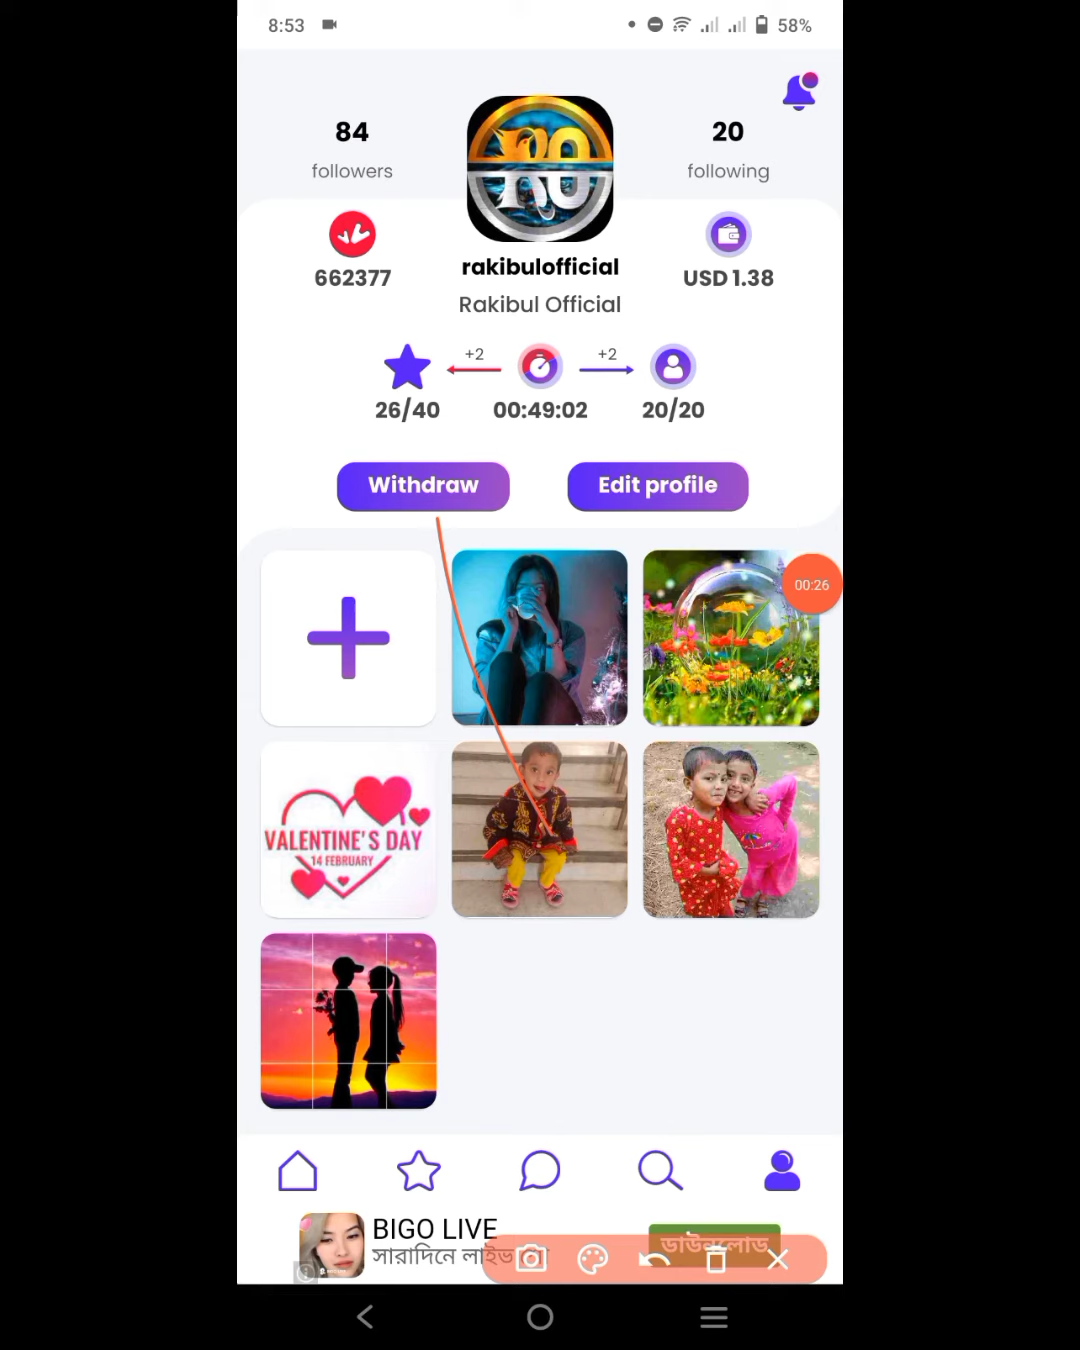 8:53
58%
84
20
followers
following
RO
662377
USD 1.38
rakibulofficial
Rakibul Official
+2
+2
26/40
00:49:02
20/20
Withdraw
Edit profile
00:26
VALENTINE'S DAY
14 FEBRUARY
BIGO LIVE
ডাউনলোড
সারাদিনে লাইভ